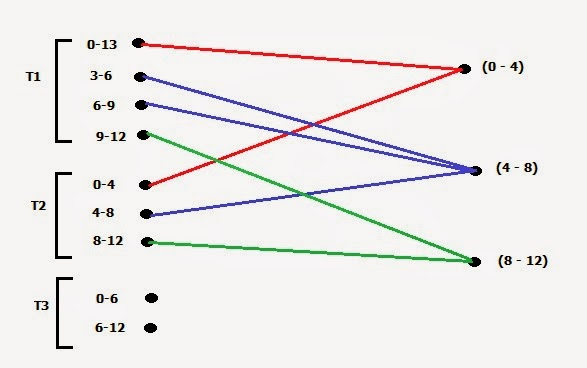 0-13
(0 - 4)
T1
3-6
6-9
9-12
(4 - 8)
T2
0-4
4-8
8-12
(8 - 12)
T3
0-6
6-12